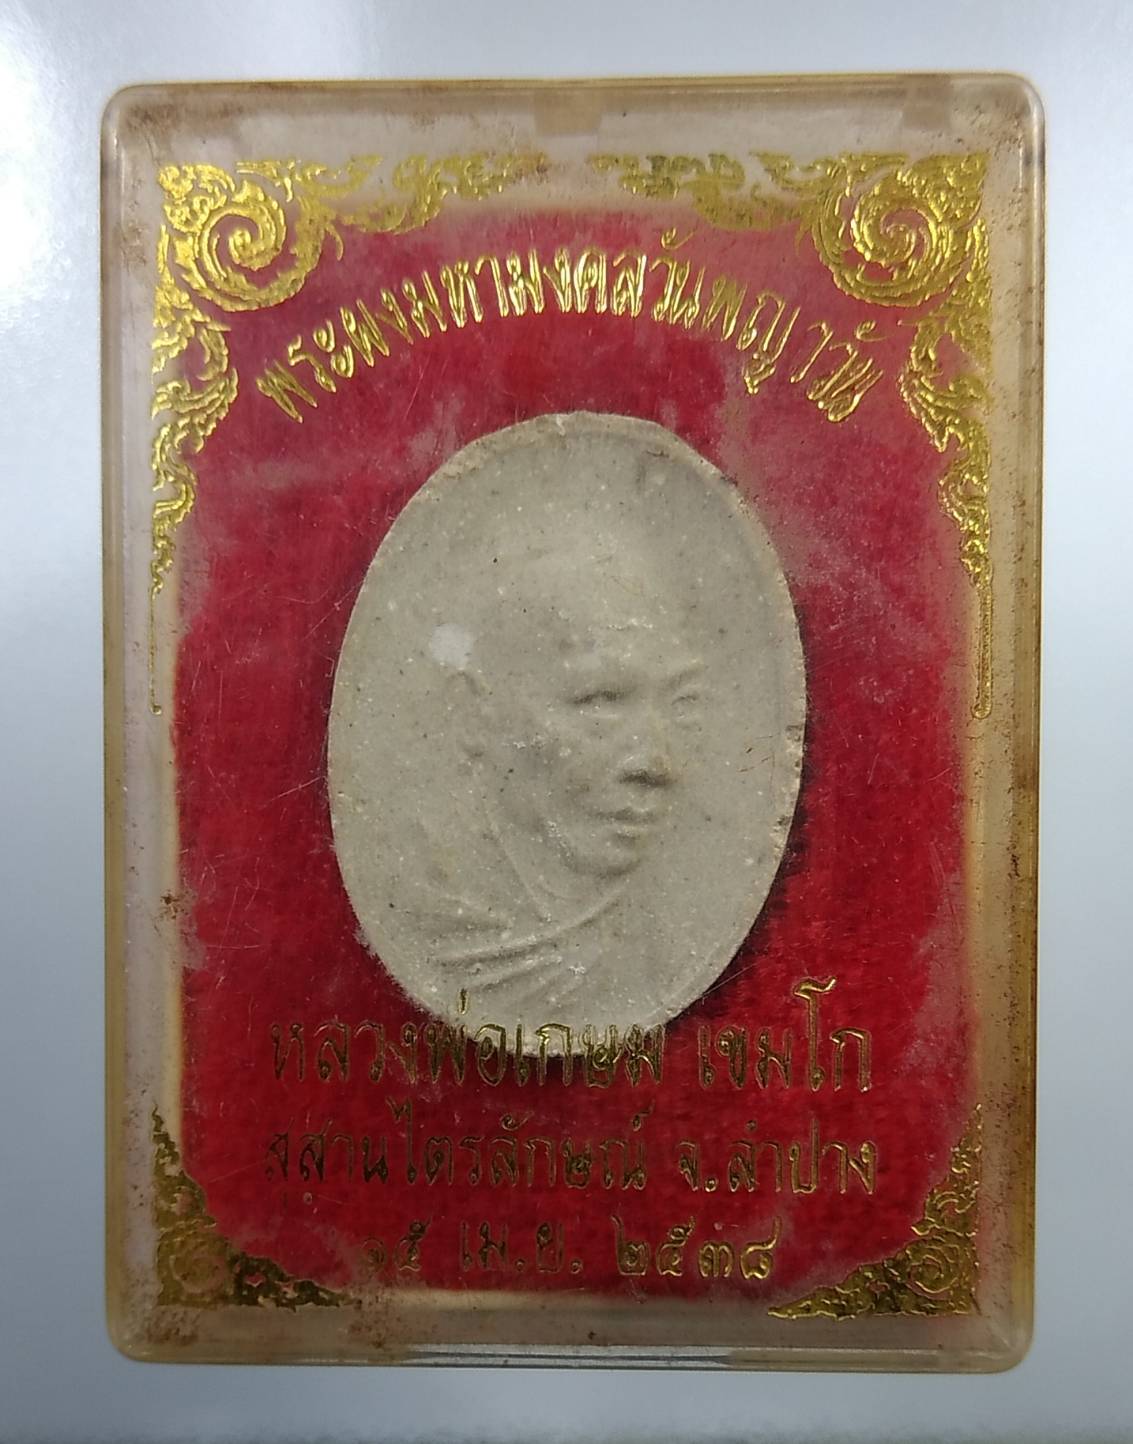 พระผงมหามงคลวันพญาวัน
หลวงพ่อเกษม เขมโก
สุสานไตรลักษณ์ จ.ลำปาง
๑๕ เม.ย. ๒๕๓๘